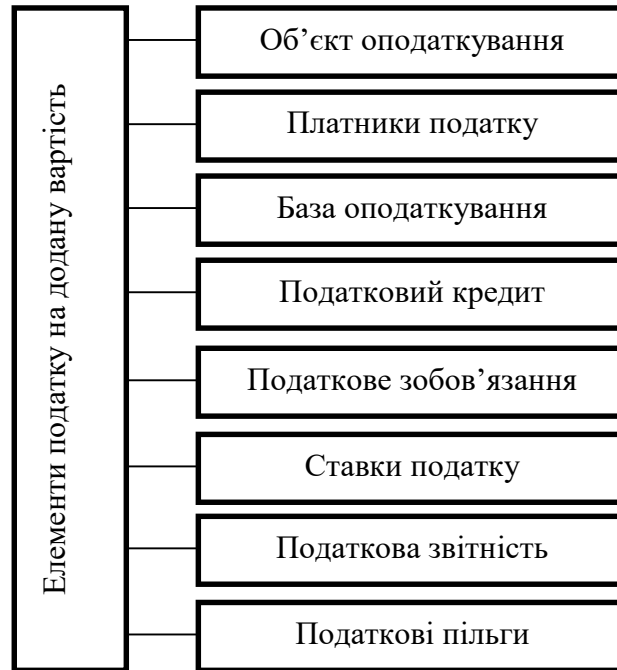 Елементи податку на додану вартість
Об’єкт оподаткування
Платники податку
База оподаткування
Податковий кредит
Податкове зобов’язання
Ставки податку
Податкова звітність
Податкові пільги